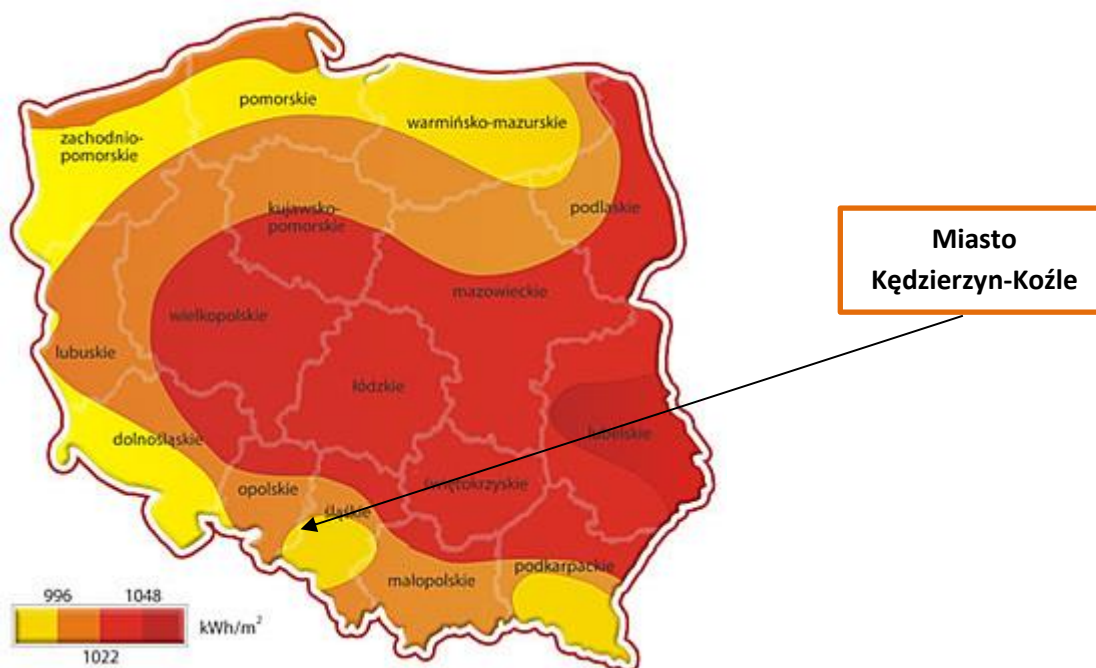 pomorskie
warmińsko-mazurskie
zachodnio-
pomorskie
kujawsko-
pomorskie
podlaskie
Miasto
Kędzierzyn-Koźle
mazowieckie
wielkopolskie
lubuskie
łódzkie
dolnośląskie
lubelskie
opolskie
świętokrzyskie
śląskie
małopolskie
podkarpackie
996 1048
kWh/m²
1022